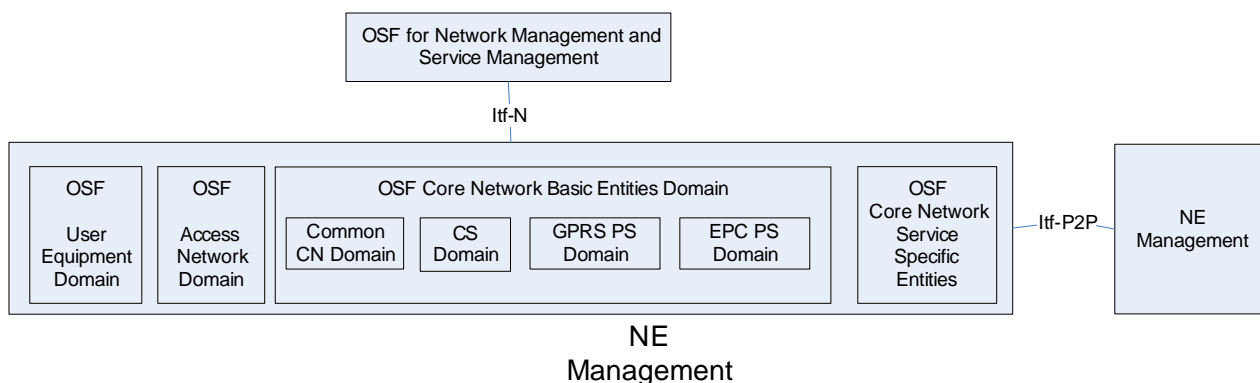 OSF for Network Management and
Service Management
Itf-N
OSF
User
Equipment
Domain
OSF
Access
Network
Domain
OSF Core Network Basic Entities Domain
Common
CN Domain
CS
Domain
GPRS PS
Domain
EPC PS
Domain
OSF
Core Network
Service
Specific
Entities
Itf-P2P
NE
Management
NE
Management